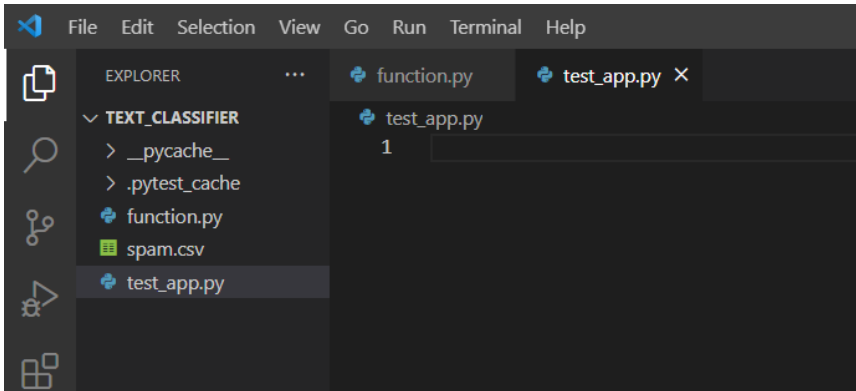 File Edit Selection View Go Run Terminal Help
EXPLORER ...
TEXT_CLASSIFIER
__pycache__
.pytest_cache
function.py
spam.csv
test_app.py
function.py test_app.py
test_app.py
1